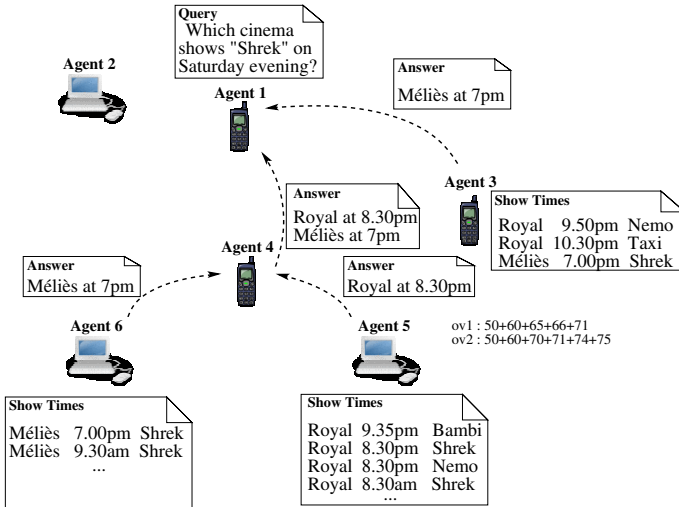 Query
Which cinema
shows "Shrek" on
Saturday evening?
Agent 2
Agent 1
Answer
Méliès at 7pm
Agent 3
Show Times
Royal 9.50pm Nemo
Royal 10.30pm Taxi
Méliès 7.00pm Shrek
Answer
Royal at 8.30pm
Méliès at 7pm
Agent 4
Answer
Méliès at 7pm
Answer
Royal at 8.30pm
Agent 6
Agent 5
ov1 : 50+60+65+66+71
ov2 : 50+60+70+71+74+75
Show Times
Méliès 7.00pm Shrek
Méliès 9.30am Shrek
...
Show Times
Royal 9.35pm Bambi
Royal 8.30pm Shrek
Royal 8.30pm Nemo
Royal 8.30am Shrek
...